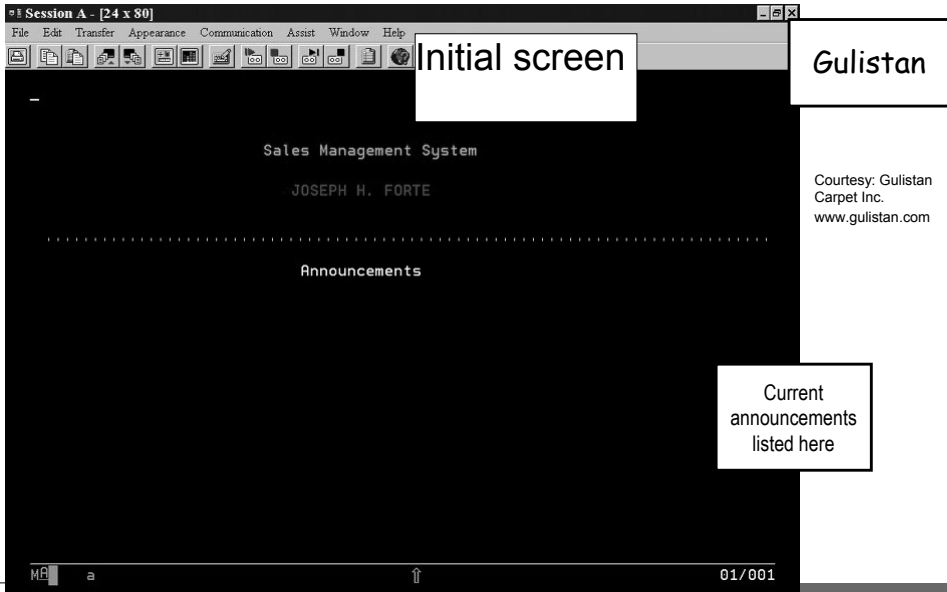 Session A - [24 x 80]
File Edit Transfer Appearance Communication Assist Window Help
Initial screen
Gulistan
Sales Management System
JOSEPH H. FORTE
Courtesy: Gulistan
Carpet Inc.
www.gulistan.com
Announcements
Current
announcements
listed here
MA a 01/001